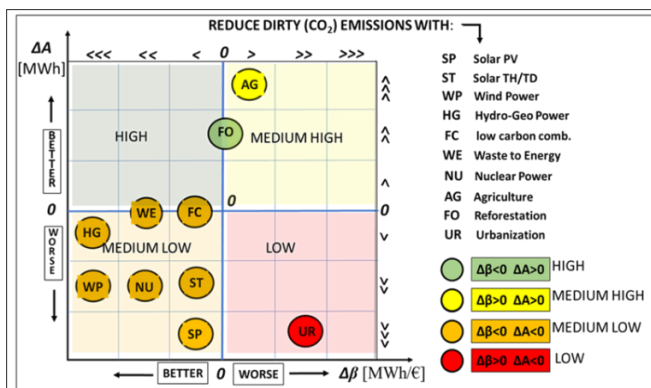 REDUCE DIRTY (CO₂) EMISSIONS WITH:
ΔA
[MWh]
<<< << < 0 > >> >>>
BETTER
0
WORSE
HIGH
MEDIUM HIGH
MEDIUM LOW
LOW
AG
FO
0
0
WE
FC
HG
WP
NU
ST
SP
UR
BETTER 0 WORSE Δβ [MWh/€]
SP Solar PV
ST Solar TH/TD
WP Wind Power
HG Hydro-Geo Power
FC low carbon comb.
WE Waste to Energy
NU Nuclear Power
AG Agriculture
FO Reforestation
UR Urbanization
Δβ<0 ΔA>0 HIGH
Δβ>0 ΔA>0 MEDIUM HIGH
Δβ<0 ΔA<0 MEDIUM LOW
Δβ>0 ΔA<0 LOW